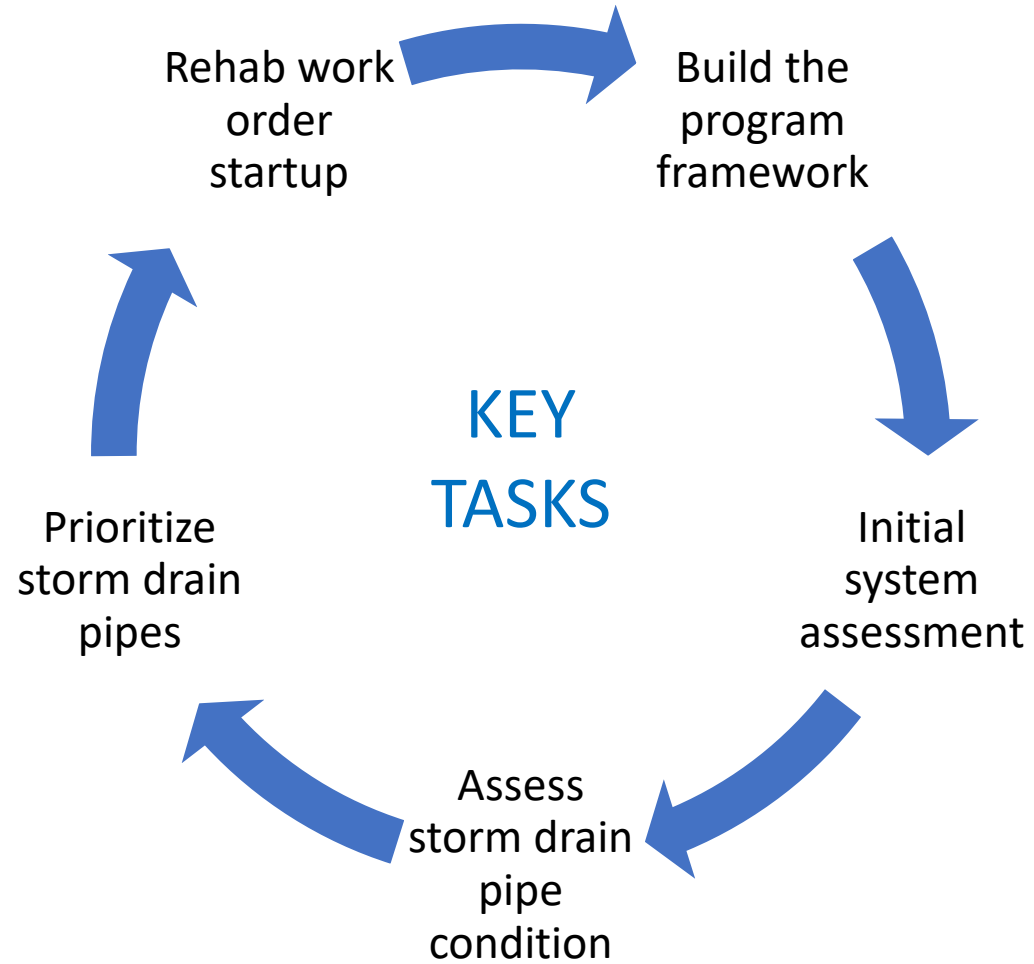 Rehab work
order
startup
Build the
program
framework
KEY
TASKS
Initial
system
assessment
Assess
storm drain
pipe
condition
Prioritize
storm drain
pipes